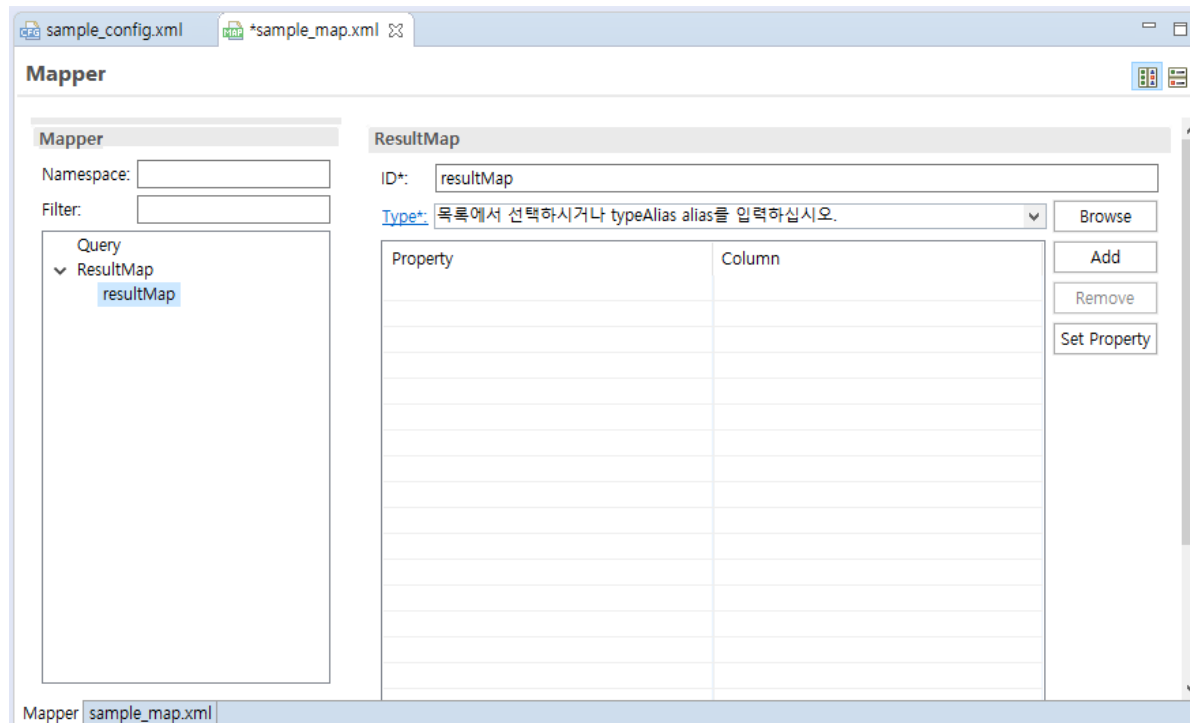 sample_config.xml
*sample_map.xml
Mapper
Mapper
Namespace:
Filter:
Query
ResultMap
resultMap
ResultMap
ID*: resultMap
Type*: 목록에서 선택하시거나 typeAlias alias를 입력하십시오. Browse
Property Column
Add
Remove
Set Property
Mapper sample_map.xml